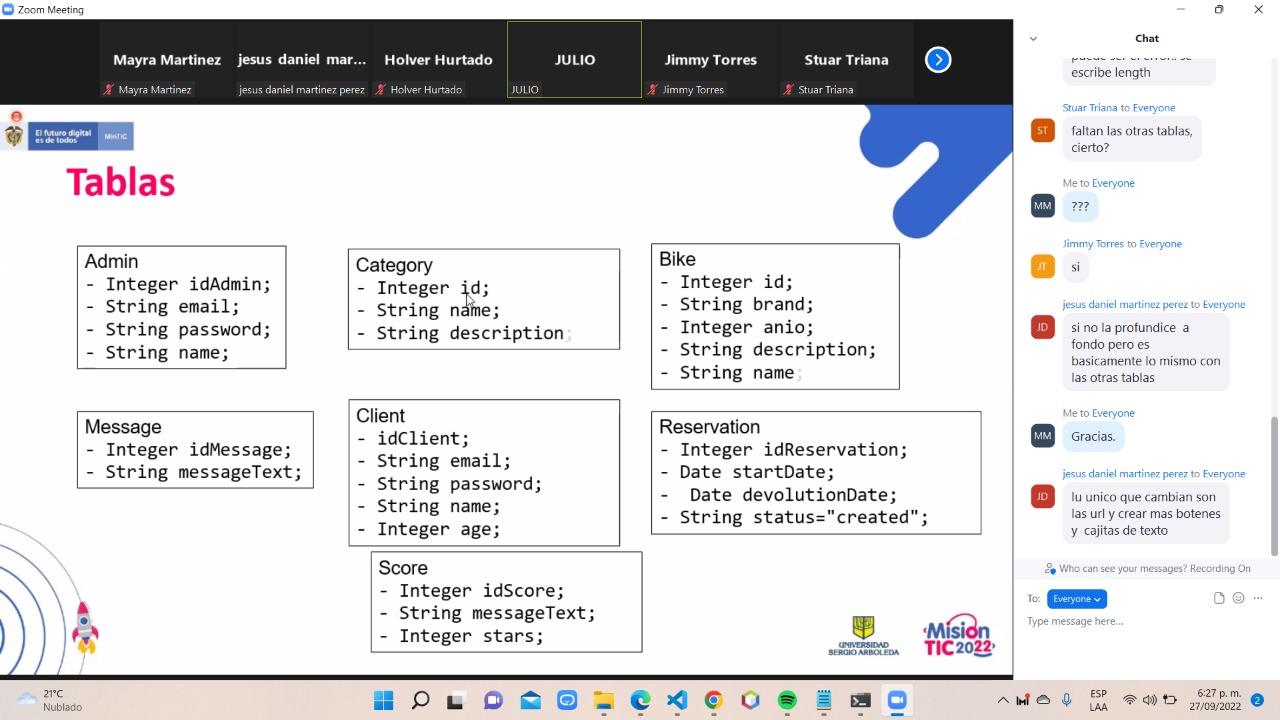 Zoom Meeting
Mayra Martinez
jesus daniel mar...
Holver Hurtado
JULIO
Jimmy Torres
Stuar Triana
Mayra Martinez
jesus daniel martinez perez
Holver Hurtado
JULIO
Jimmy Torres
Stuar Triana
El futuro digital
es de todos
MinTIC
Tablas
Admin
- Integer idAdmin;
- String email;
- String password;
- String name;
Category
- Integer id;
- String name;
- String description;
Bike
- Integer id;
- String brand;
- Integer anio;
- String description;
- String name;
Message
- Integer idMessage;
- String messageText;
Client
- idClient;
- String email;
- String password;
- String name;
- Integer age;
Reservation
- Integer idReservation;
- Date startDate;
- Date devolutionDate;
- String status="created";
Score
- Integer idScore;
- String messageText;
- Integer stars;
UNIVERSIDAD
SERGIO ARBOLEDA
Misión
TIC 2022
Chat
escribe length
Stuar Triana to Everyone
ST
faltan las otras tablas,
cierto?
Me to Everyone
MM
???
Jimmy Torres to Everyone
JT
si
jesus daniel martinez perez to Everyone
JD
si no la profundice a
fondo pero es
basicamente lo mismo con
las otras tablas
Me to Everyone
MM
Gracias.
jesus daniel martinez perez to Everyone
JD
lu unico que cambian son
las url y crear mas botenes
y cajitas de texto
Who can see your messages? Recording On
To: Everyone
Type message here...
21°C
Nublado
ESP
LAA
6:27 p. m.
27/09/2022
2